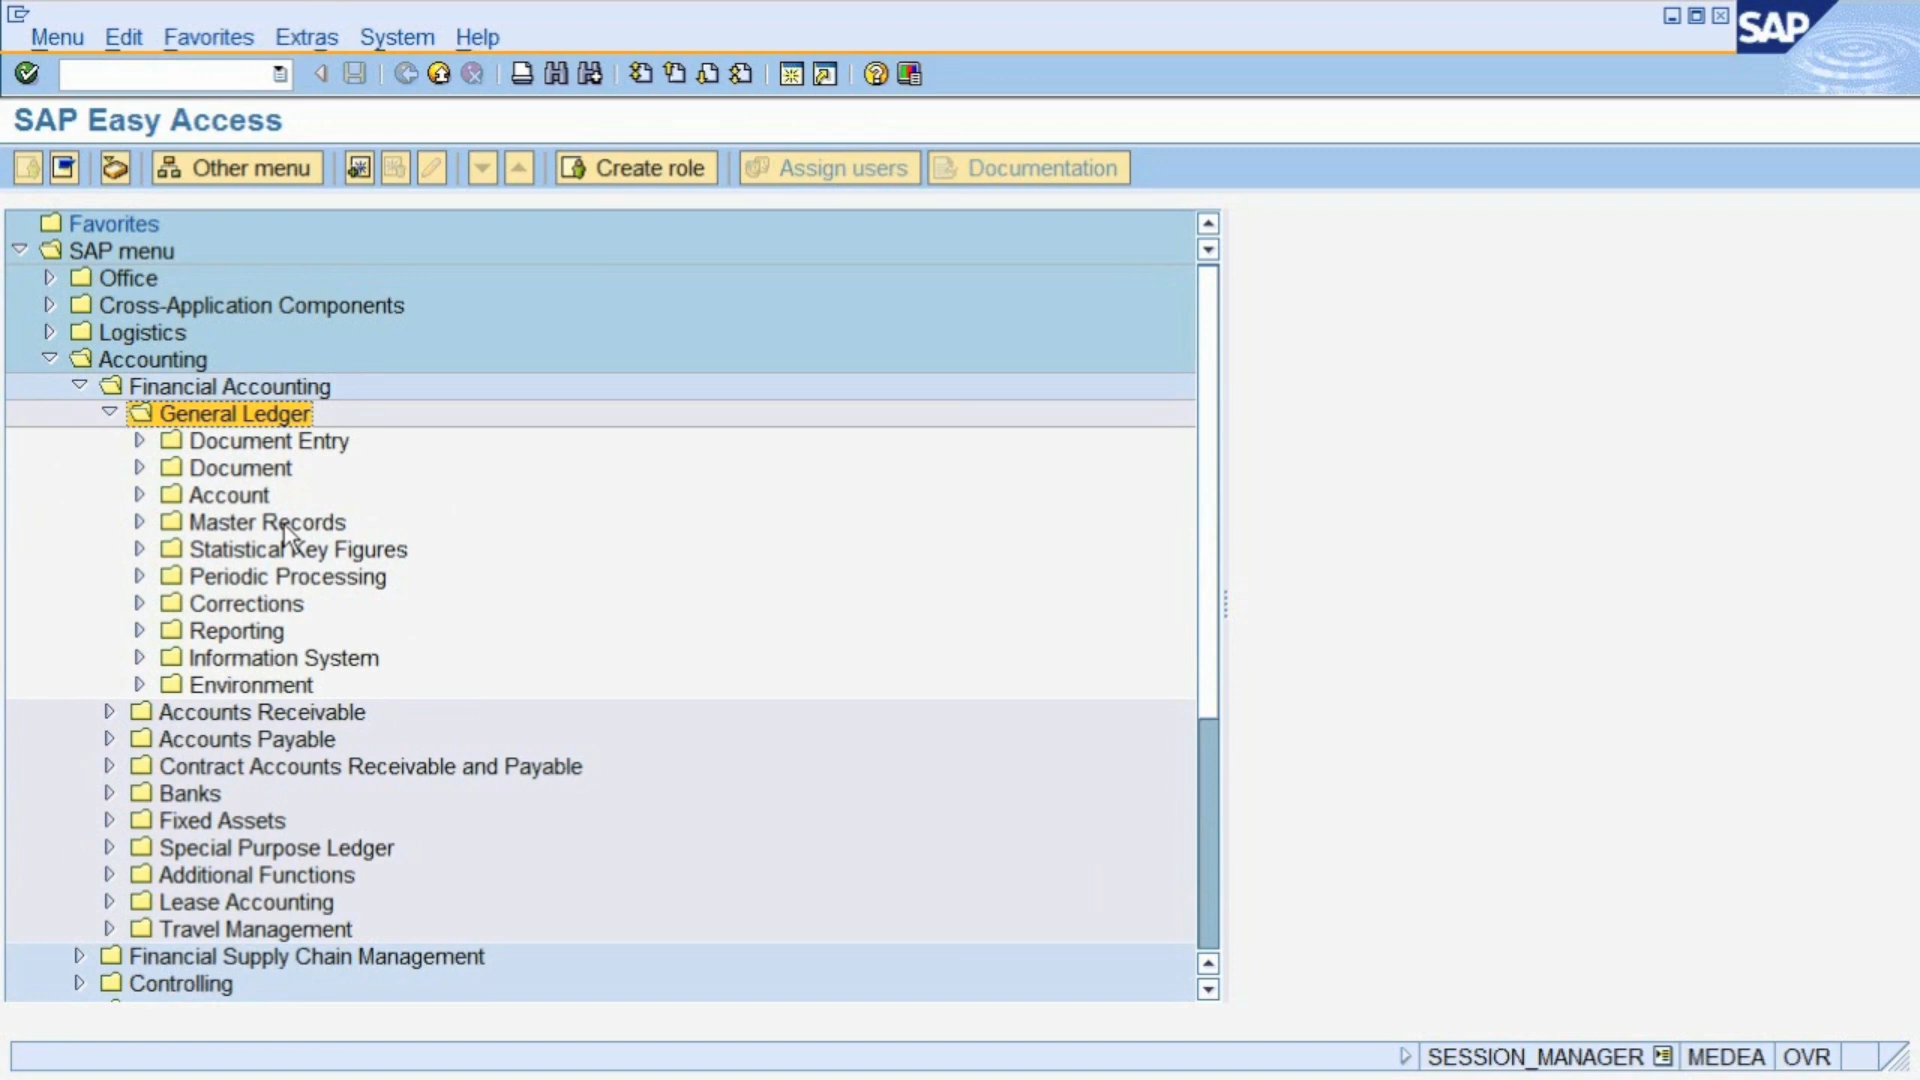 Menu Edit Favorites Extras System Help
SAP
SAP Easy Access
Other menu Create role Assign users Documentation
Favorites
SAP menu
Office
Cross-Application Components
Logistics
Accounting
Financial Accounting
General Ledger
Document Entry
Document
Account
Master Records
Statistical Key Figures
Periodic Processing
Corrections
Reporting
Information System
Environment
Accounts Receivable
Accounts Payable
Contract Accounts Receivable and Payable
Banks
Fixed Assets
Special Purpose Ledger
Additional Functions
Lease Accounting
Travel Management
Financial Supply Chain Management
Controlling
SESSION_MANAGER MEDEA OVR